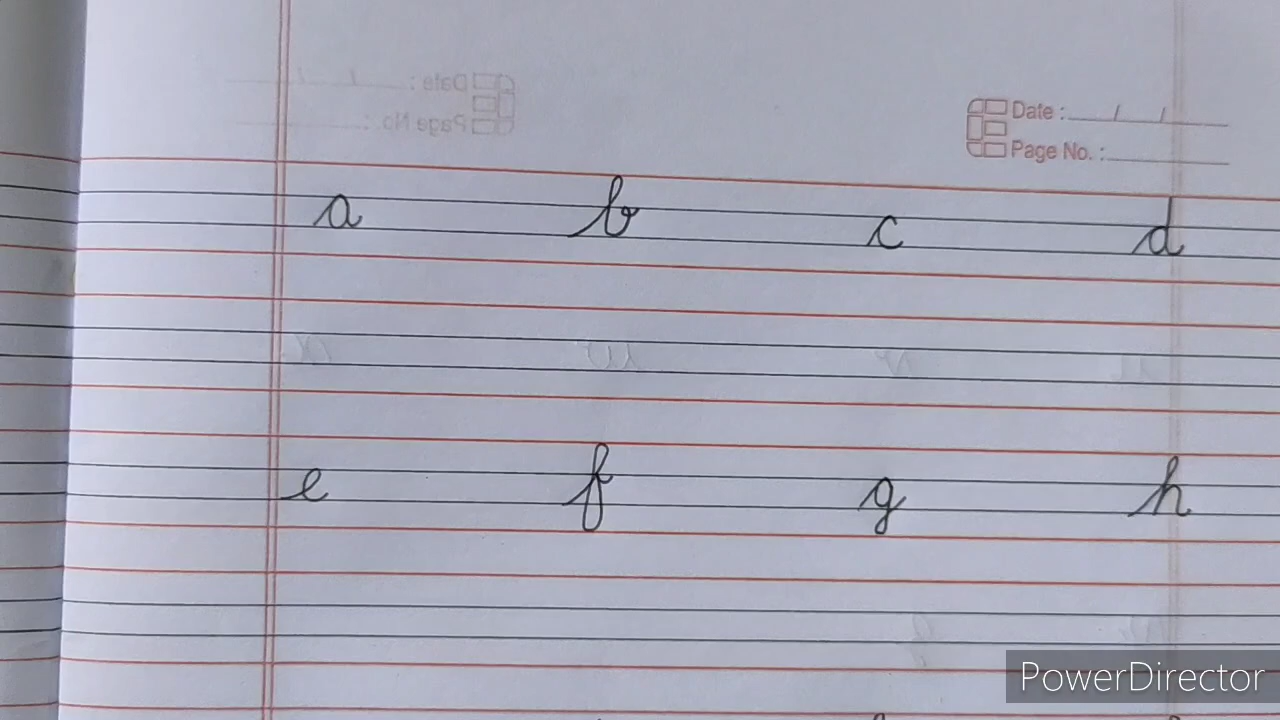 Date :
Page No. :
a b c d
e f g h
PowerDirector